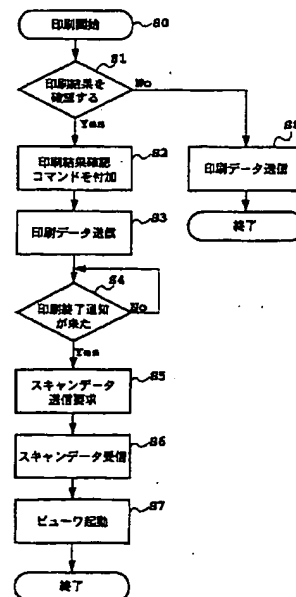 印刷開始
S0
S1
印刷結果を
確認する
No
Yes
S2
印刷結果確認
コマンドを付加
S8
印刷データ送信
S3
印刷データ送信
終了
S4
印刷終了通知
が来た
No
Yes
S5
スキャンデータ
送信要求
S6
スキャンデータ受信
S7
ビューワ起動
終了